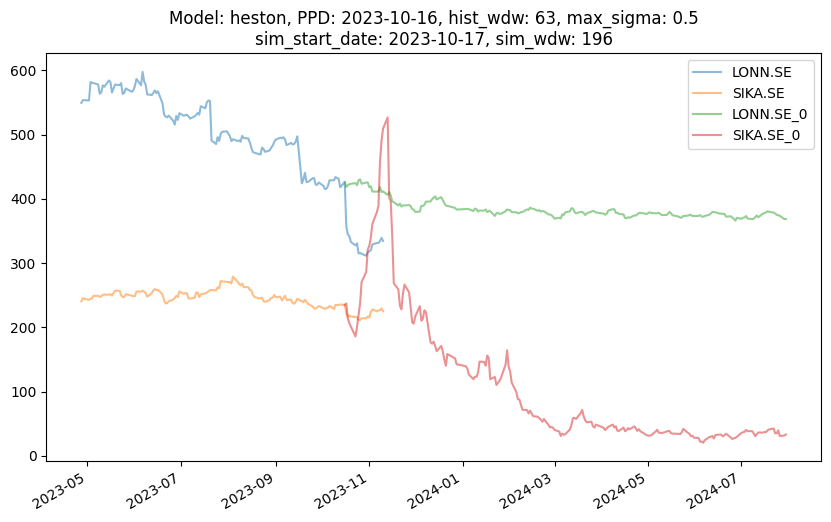 Model: heston, PPD: 2023-10-16, hist_wdw: 63, max_sigma: 0.5
sim_start_date: 2023-10-17, sim_wdw: 196
LONN.SE
SIKA.SE
LONN.SE_0
SIKA.SE_0
600
500
400
300
200
100
0
2023-05
2023-07
2023-09
2023-11
2024-01
2024-03
2024-05
2024-07